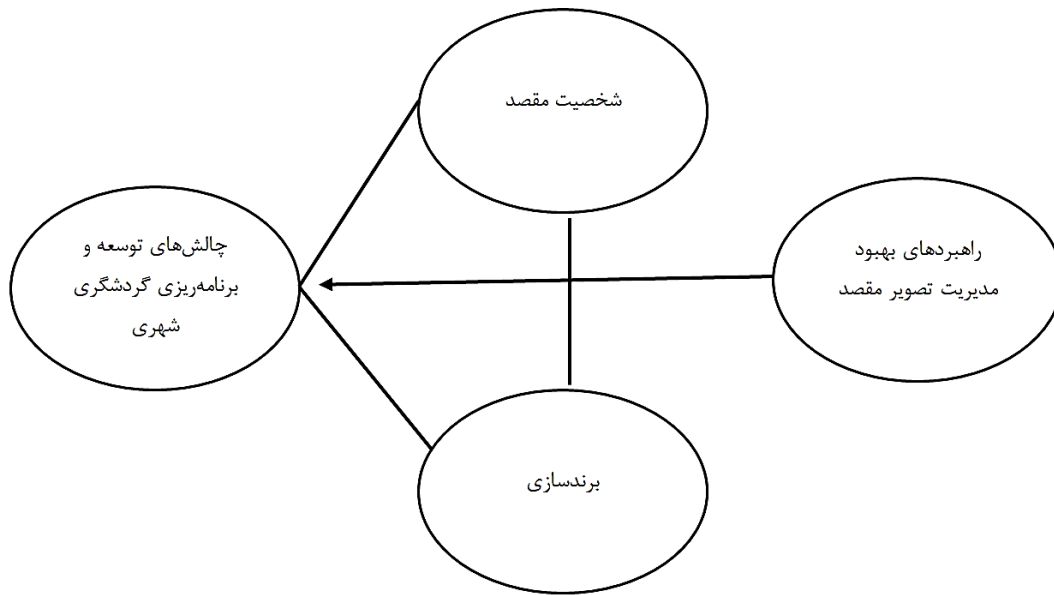 شخصیت مقصد
راهبردهای بهبود
مدیریت تصویر مقصد
چالش‌های توسعه و
برنامه‌ریزی گردشگری
شهری
برندسازی